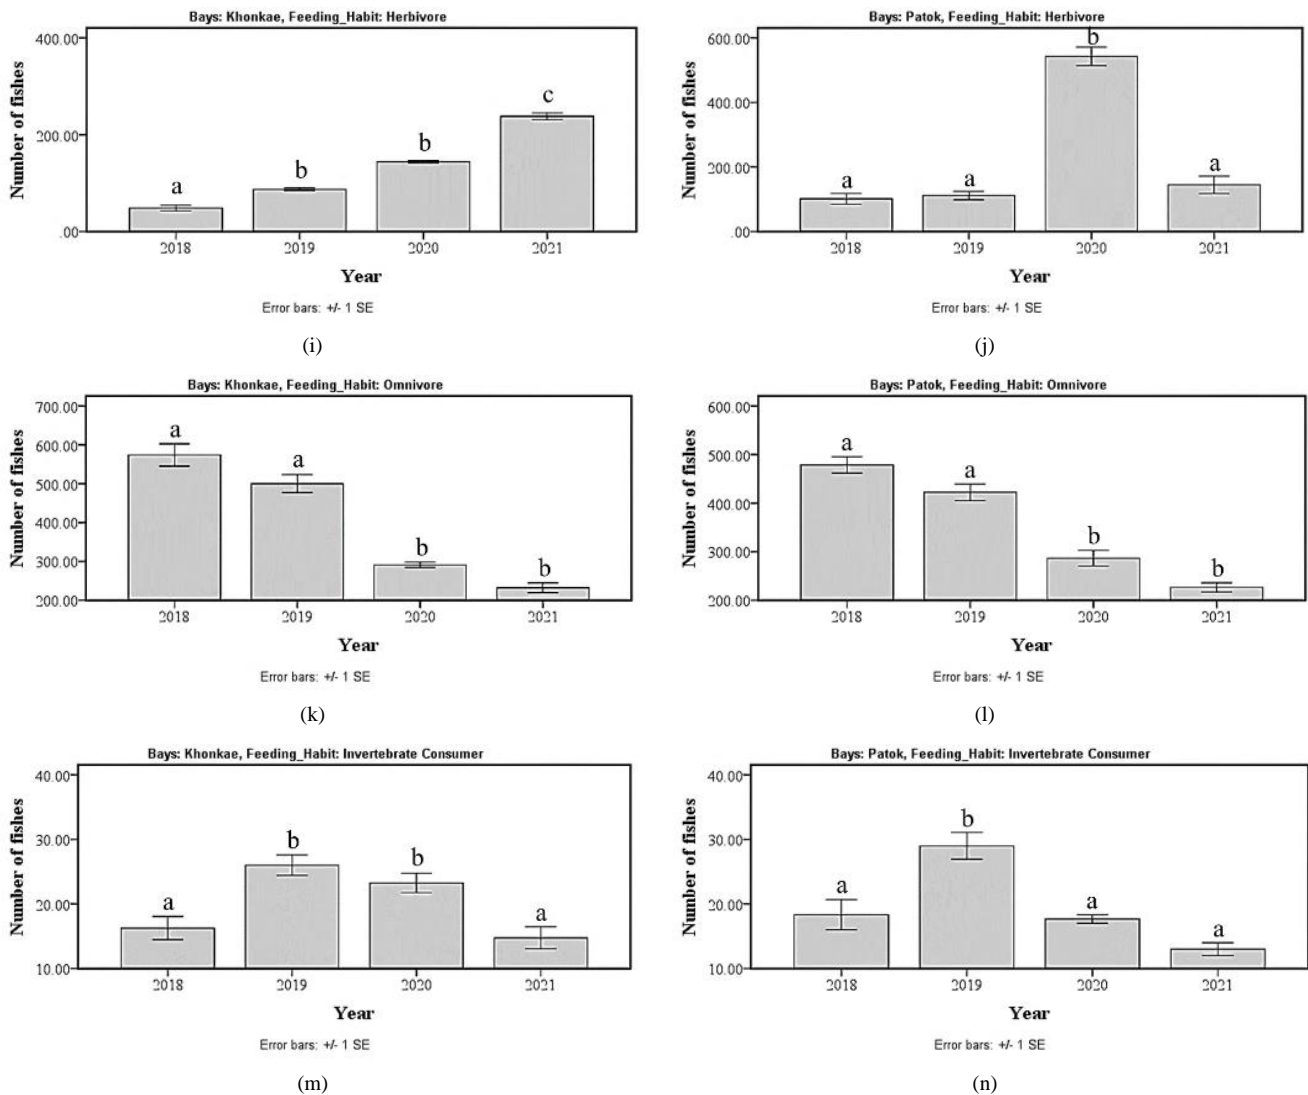 Bays: Khonkae, Feeding_Habit: Herbivore
Number of fishes
400.00
200.00
.00
a
b
b
c
2018
2019
2020
2021
Year
Error bars: +/- 1 SE
(i)
Bays: Patok, Feeding_Habit: Herbivore
Number of fishes
600.00
400.00
200.00
.00
a
a
b
a
2018
2019
2020
2021
Year
Error bars: +/- 1 SE
(j)
Bays: Khonkae, Feeding_Habit: Omnivore
Number of fishes
700.00
600.00
500.00
400.00
300.00
200.00
a
a
b
b
2018
2019
2020
2021
Year
Error bars: +/- 1 SE
(k)
Bays: Patok, Feeding_Habit: Omnivore
Number of fishes
600.00
500.00
400.00
300.00
200.00
a
a
b
b
2018
2019
2020
2021
Year
Error bars: +/- 1 SE
(l)
Bays: Khonkae, Feeding_Habit: Invertebrate Consumer
Number of fishes
40.00
30.00
20.00
10.00
a
b
b
a
2018
2019
2020
2021
Year
Error bars: +/- 1 SE
(m)
Bays: Patok, Feeding_Habit: Invertebrate Consumer
Number of fishes
40.00
30.00
20.00
10.00
a
b
a
a
2018
2019
2020
2021
Year
Error bars: +/- 1 SE
(n)